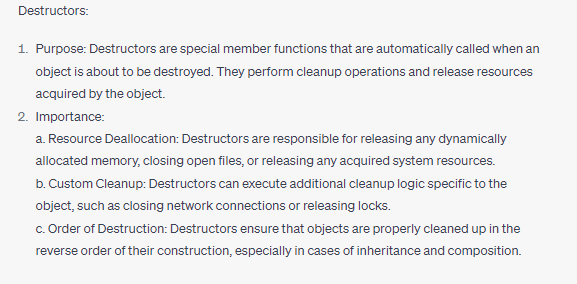 Destructors:
1. Purpose: Destructors are special member functions that are automatically called when an
object is about to be destroyed. They perform cleanup operations and release resources
acquired by the object.
2. Importance:
a. Resource Deallocation: Destructors are responsible for releasing any dynamically
allocated memory, closing open files, or releasing any acquired system resources.
b. Custom Cleanup: Destructors can execute additional cleanup logic specific to the
object, such as closing network connections or releasing locks.
c. Order of Destruction: Destructors ensure that objects are properly cleaned up in the
reverse order of their construction, especially in cases of inheritance and composition.